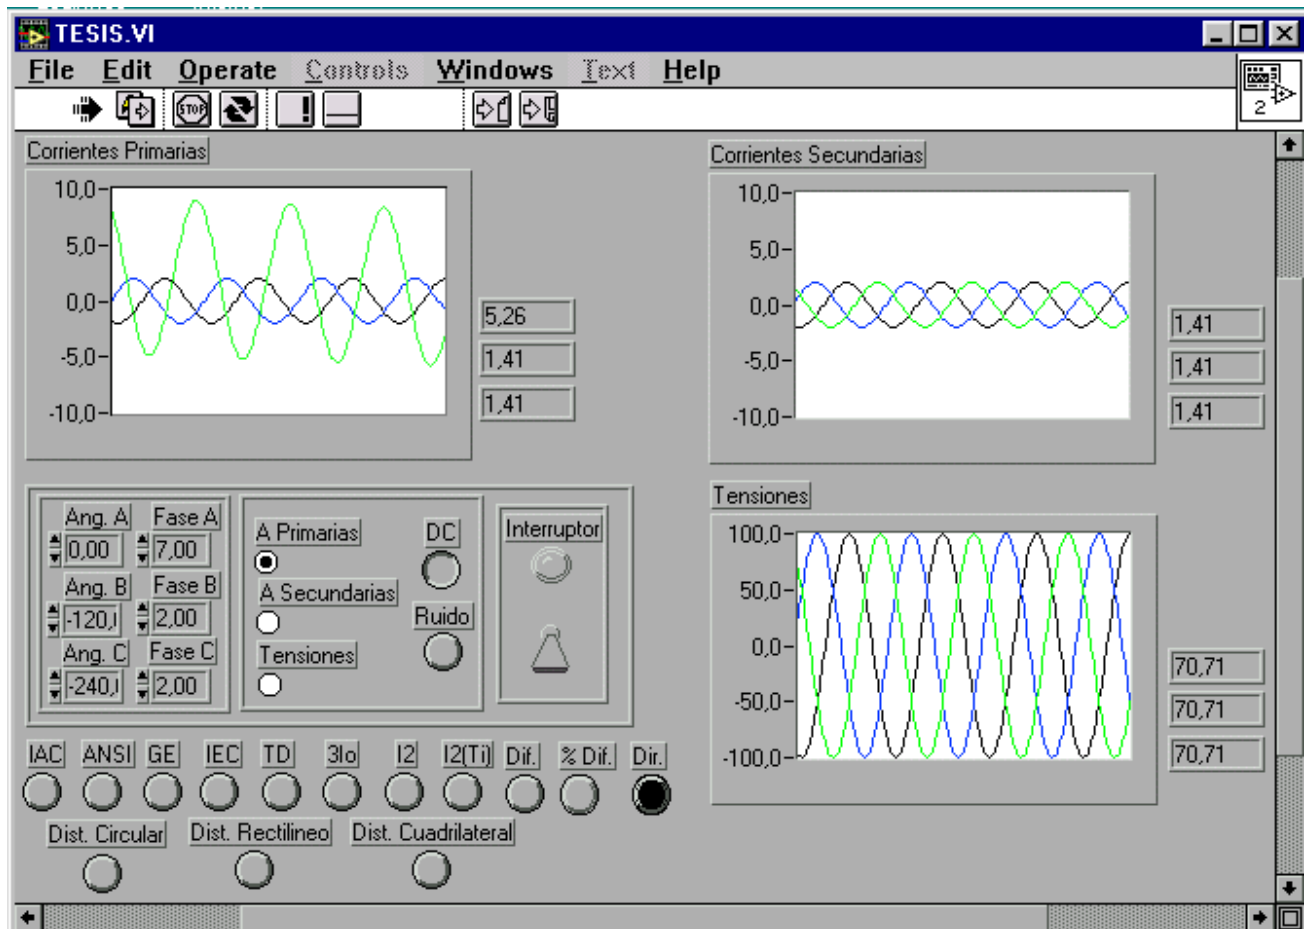 TESIS.VI
File Edit Operate Controls Windows Text Help
STOP
2
Corrientes Primarias
10,0
5,0
0,0
-5,0
-10,0
5,26
1,41
1,41
Corrientes Secundarias
10,0
5,0
0,0
-5,0
-10,0
1,41
1,41
1,41
Ang. A Fase A
0,00 7,00
Ang. B Fase B
-120,( 2,00
Ang. C Fase C
-240,( 2,00
A Primarias
A Secundarias
Tensiones
DC
Ruido
Interruptor
Tensiones
100,0
50,0
0,0
-50,0
-100,0
70,71
70,71
70,71
IAC ANSI GE IEC TD 3Io I2 I2(Ti) Dif. % Dif. Dir.
Dist. Circular Dist. Rectilineo Dist. Cuadrilateral